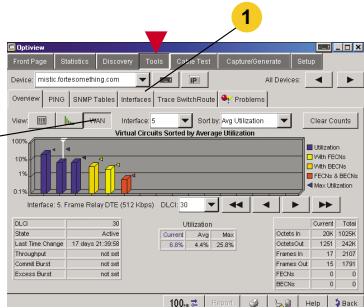 1
Optiview
Front Page Statistics Discovery Tools Cable Test Capture/Generate Setup
Device: mistic.fortesomething.com IP All Devices:
Overview PING SNMP Tables Interfaces Trace SwitchRoute Problems
View: WAN Interface: 5 Sort by: Avg Utilization Clear Counts
Virtual Circuits Sorted by Average Utilization
100%
10%
1%
0.1%
Utilization
With FECNs
With BECNs
FECNs & BECNs
Max Utilization
Interface: 5. Frame Relay DTE (512 Kbps) DLCI: 30
DLCI 30
State Active
Last Time Change 17 days 21:39:58
Throughput not set
Commit Burst not set
Excess Burst not set
Utilization
Current Avg Max
6.8% 4.4% 25.8%
Current Total
Octets In 20K 1025K
OctetsOut 1251 242K
Frames In 17 2107
Frames Out 15 1791
FECNs 0 0
BECNs 0 0
100 Report Help Back